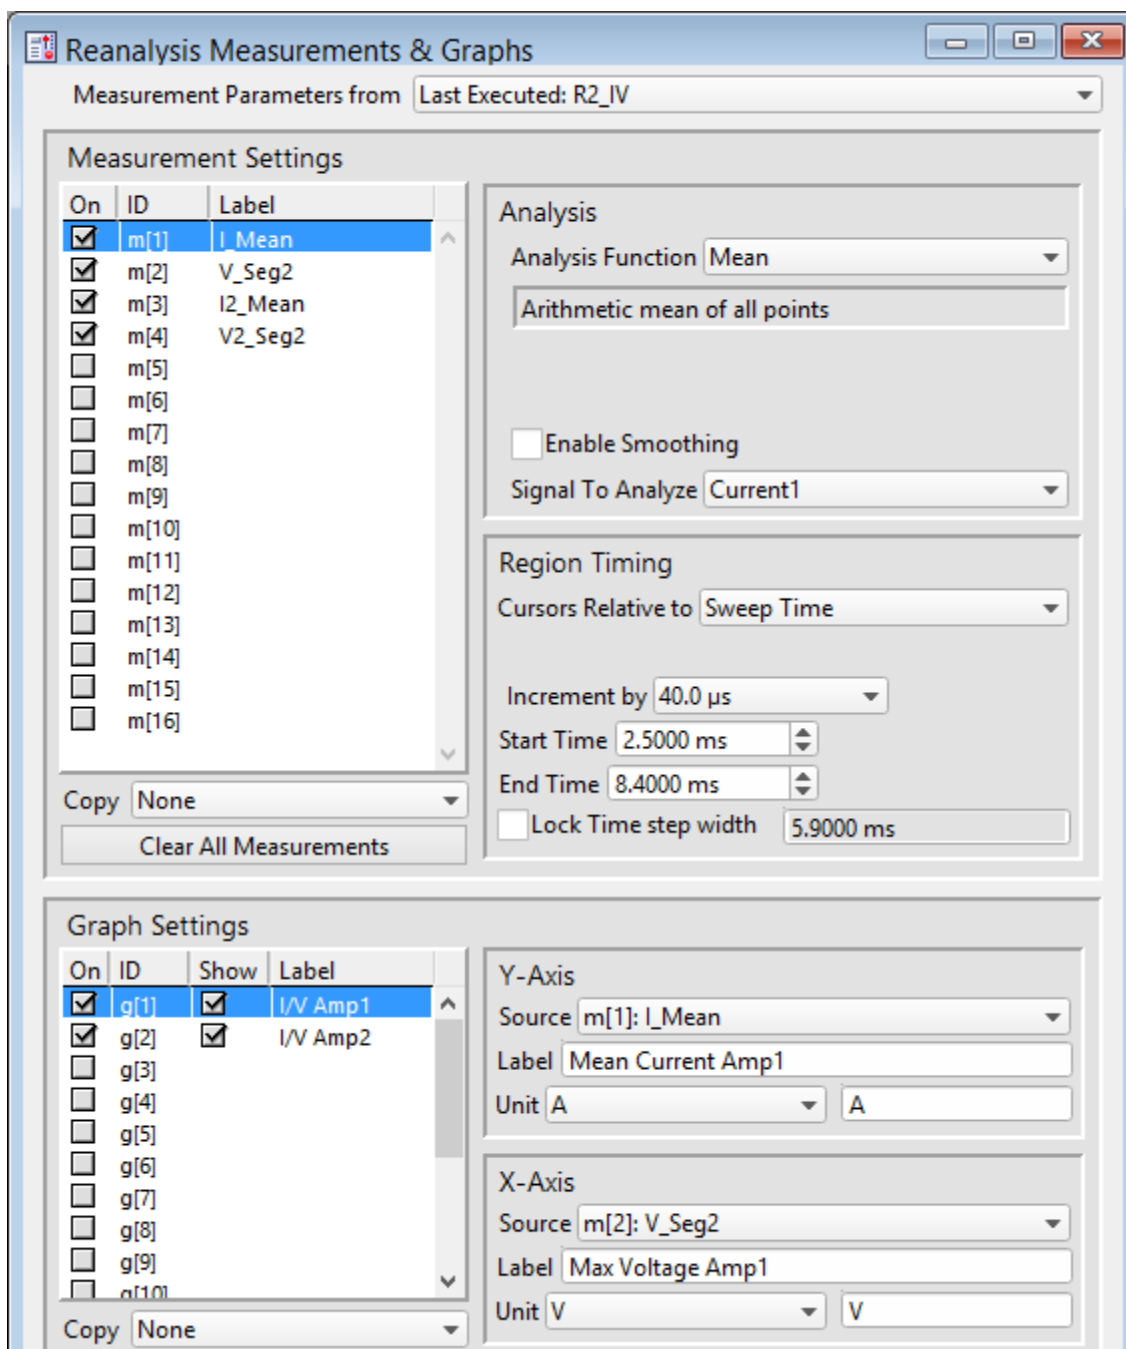 Reanalysis Measurements & Graphs
Measurement Parameters from Last Executed: R2_IV
Measurement Settings
On ID Label
m[1] I_Mean
m[2] V_Seg2
m[3] I2_Mean
m[4] V2_Seg2
m[5]
m[6]
m[7]
m[8]
m[9]
m[10]
m[11]
m[12]
m[13]
m[14]
m[15]
m[16]
Copy None
Clear All Measurements
Analysis
Analysis Function Mean
Arithmetic mean of all points
Enable Smoothing
Signal To Analyze Current1
Region Timing
Cursors Relative to Sweep Time
Increment by 40.0 µs
Start Time 2.5000 ms
End Time 8.4000 ms
Lock Time step width 5.9000 ms
Graph Settings
On ID Show Label
g[1] I/V Amp1
g[2] I/V Amp2
g[3]
g[4]
g[5]
g[6]
g[7]
g[8]
g[9]
g[10]
Copy None
Y-Axis
Source m[1]: I_Mean
Label Mean Current Amp1
Unit A A
X-Axis
Source m[2]: V_Seg2
Label Max Voltage Amp1
Unit V V